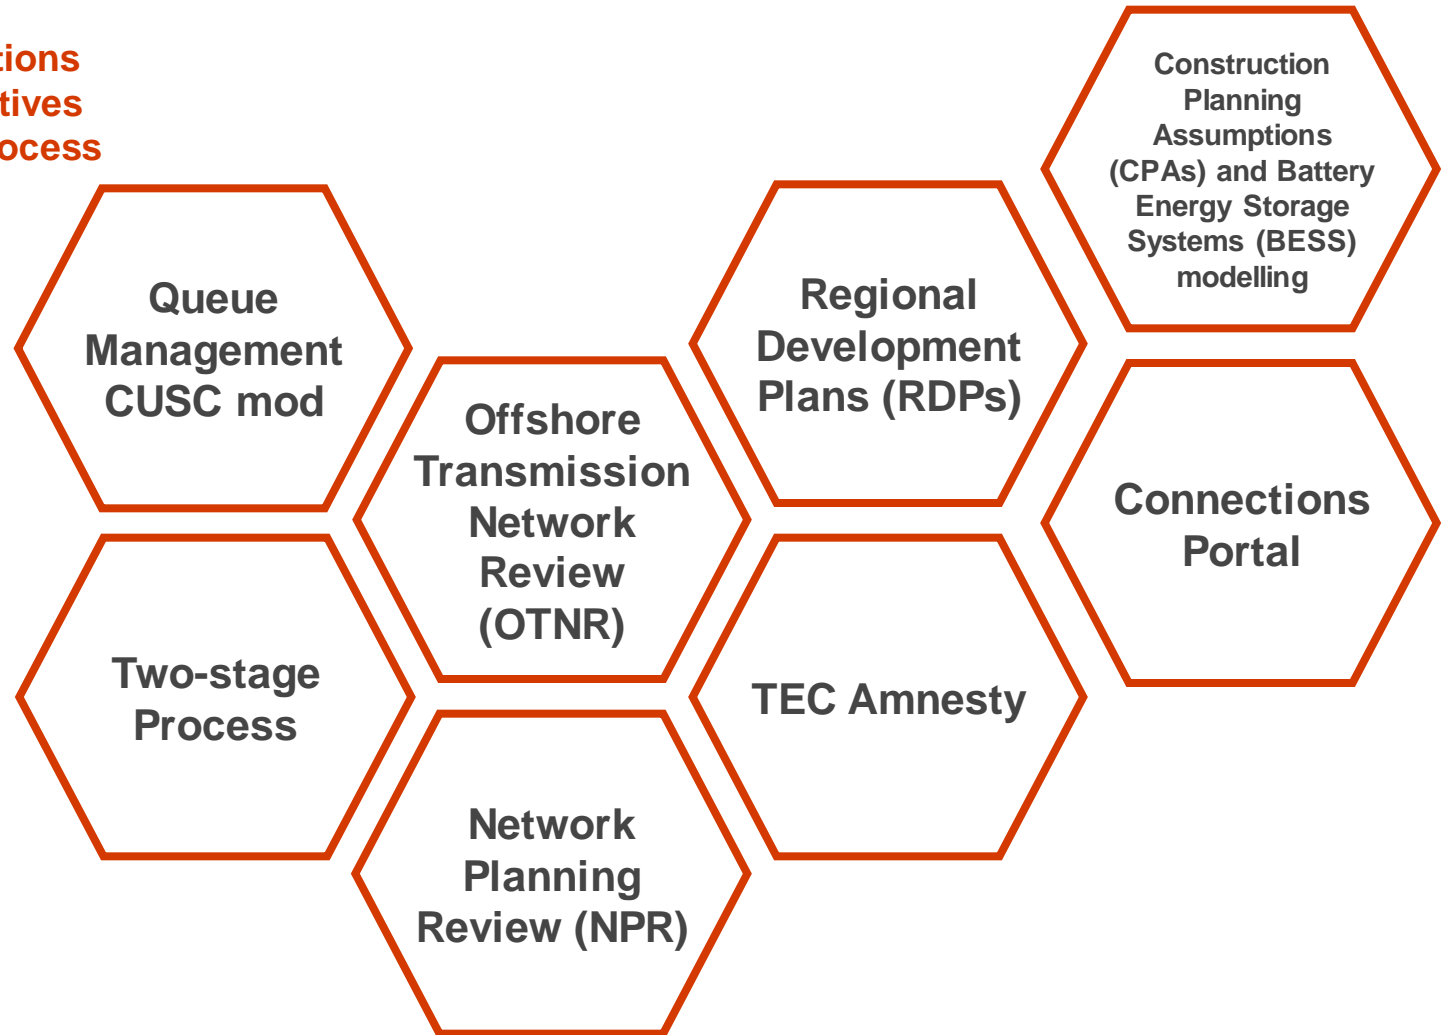 tions
tives
ocess
Construction
Planning
Assumptions
(CPAs) and Battery
Energy Storage
Systems (BESS)
modelling
Queue
Management
CUSC mod
Regional
Development
Plans (RDPs)
Offshore
Transmission
Network
Review
(OTNR)
Connections
Portal
Two-stage
Process
TEC Amnesty
Network
Planning
Review (NPR)